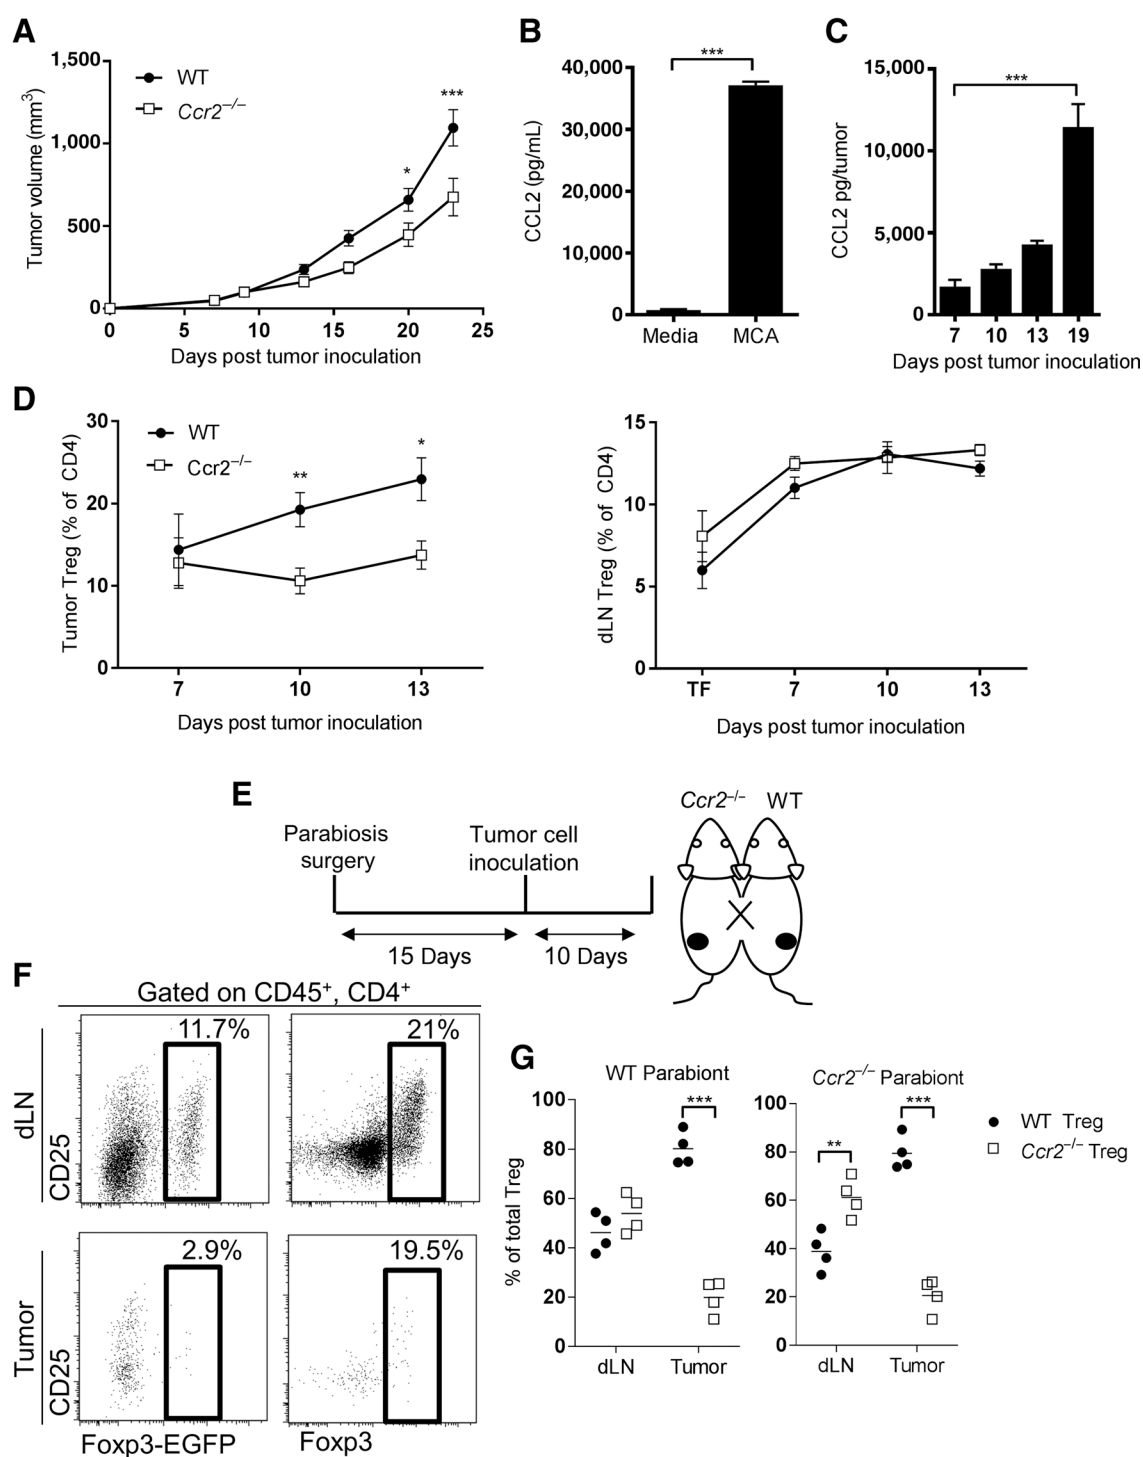 A
1,500
1,000
500
0
Tumor volume (mm³)
WT
Ccr2⁻/⁻
*
***
0 5 10 15 20 25
Days post tumor inoculation
B
40,000
30,000
20,000
10,000
0
CCL2 (pg/mL)
***
Media MCA
C
15,000
10,000
5,000
0
CCL2 pg/tumor
***
7 10 13 19
Days post tumor inoculation
D
30
20
10
0
Tumor Treg (% of CD4)
WT
Ccr2⁻/⁻
**
*
7 10 13
Days post tumor inoculation
15
10
5
0
dLN Treg (% of CD4)
TF 7 10 13
Days post tumor inoculation
E
Parabiosis
surgery
Tumor cell
inoculation
15 Days
10 Days
Ccr2⁻/⁻ WT
F
Gated on CD45⁺, CD4⁺
dLN
CD25
11.7%
21%
Tumor
CD25
2.9%
19.5%
Foxp3-EGFP
Foxp3
G
WT Parabiont
100
80
60
40
20
0
% of total Treg
***
dLN Tumor
Ccr2⁻/⁻ Parabiont
100
80
60
40
20
0
**
***
dLN Tumor
WT Treg
Ccr2⁻/⁻ Treg